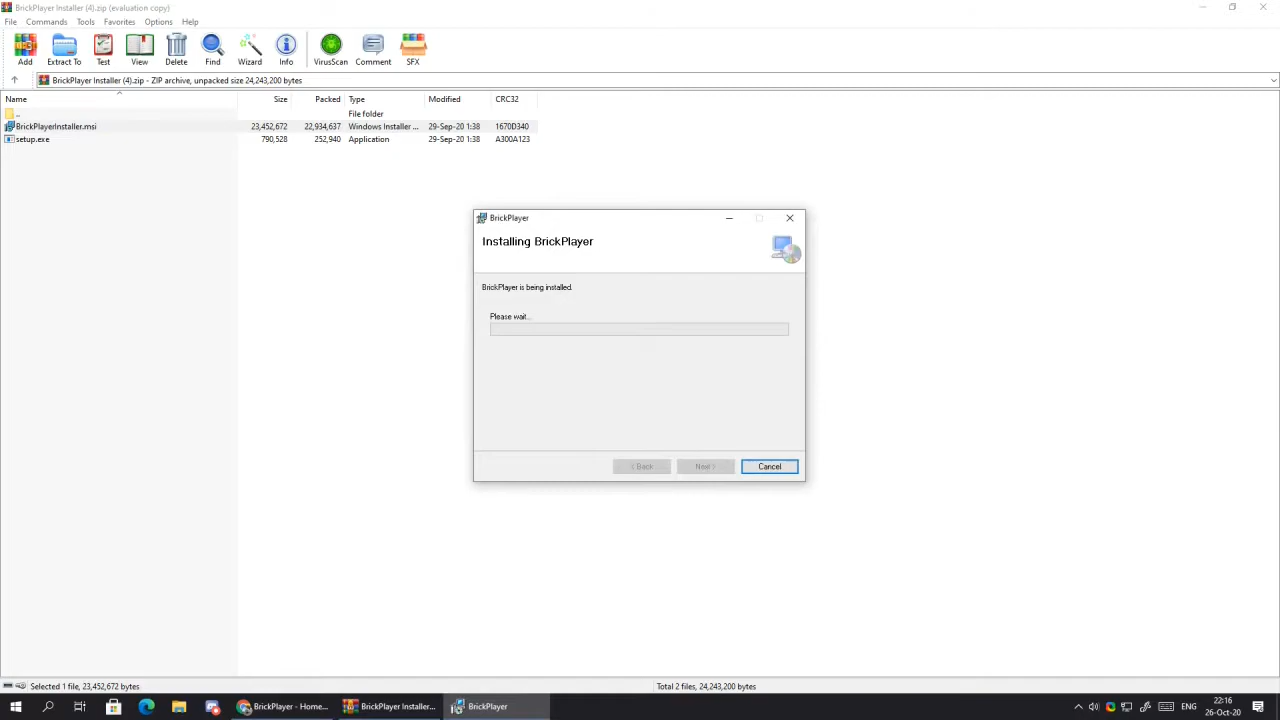 BrickPlayer Installer (4).zip (evaluation copy)
File Commands Tools Favorites Options Help
Add Extract To Test View Delete Find Wizard Info VirusScan Comment SFX
BrickPlayer Installer (4).zip - ZIP archive, unpacked size 24,243,200 bytes
Name Size Packed Type Modified CRC32
.. File folder
BrickPlayerInstaller.msi 23,452,672 22,934,637 Windows Installer ... 29-Sep-20 1:38 1670D340
setup.exe 790,528 252,940 Application 29-Sep-20 1:38 A300A123
BrickPlayer
Installing BrickPlayer
BrickPlayer is being installed.
Please wait...
< Back Next > Cancel
Selected 1 file, 23,452,672 bytes Total 2 files, 24,243,200 bytes
BrickPlayer - Home... BrickPlayer Installer... BrickPlayer ENG 22:16
26-Oct-20